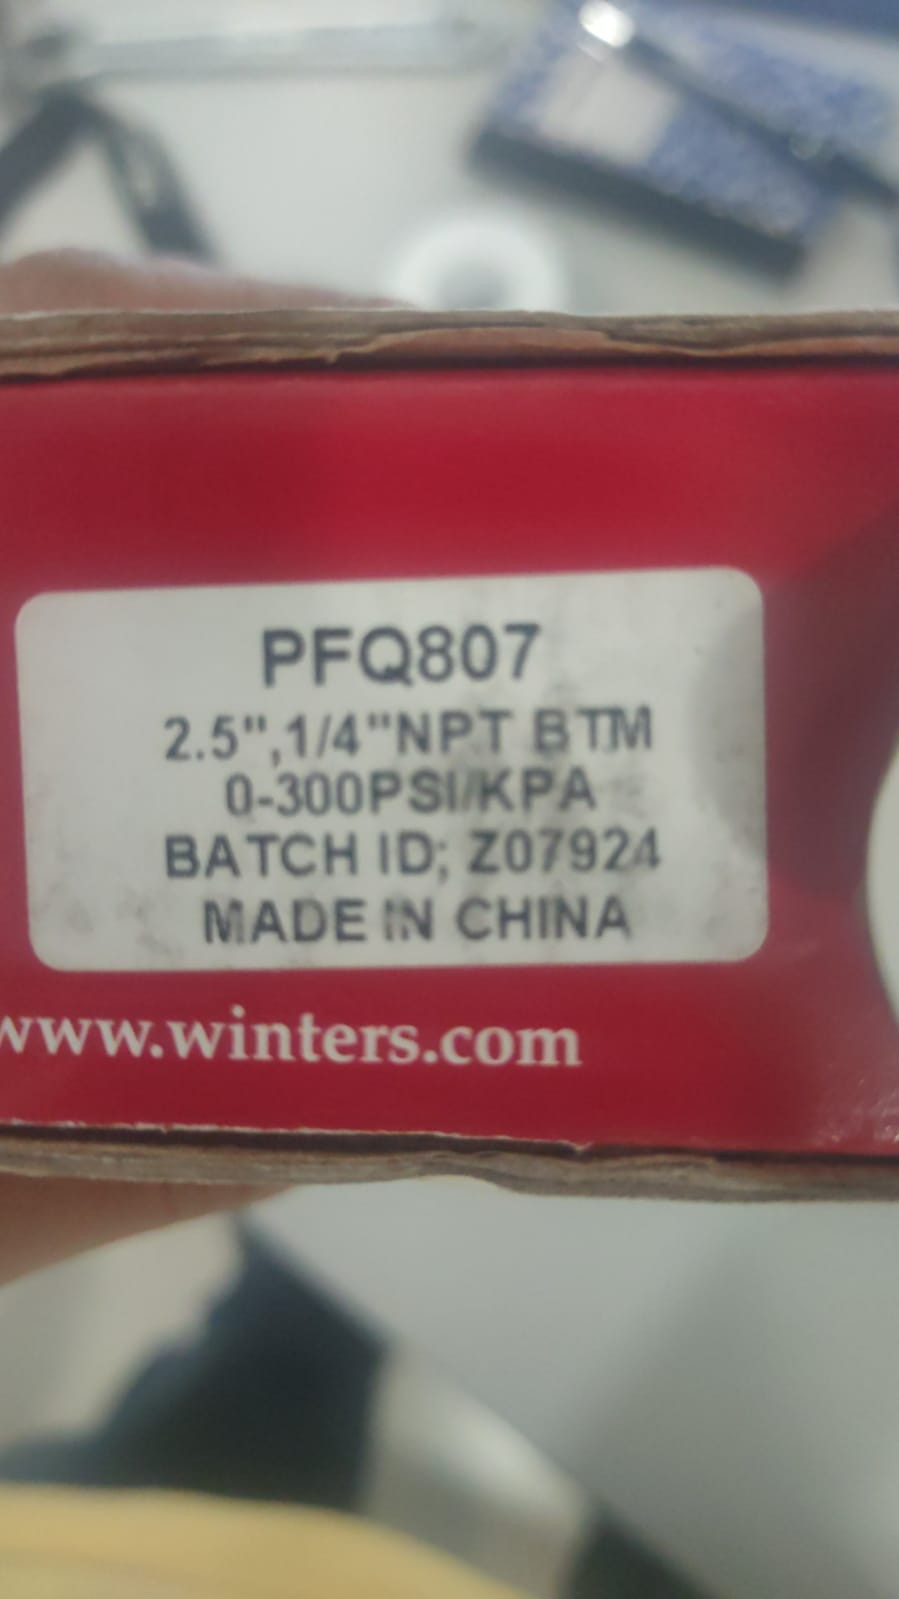 PFQ807
2.5",1/4"NPT BTM
0-300PSI/KPA
BATCH ID; Z07924
MADE IN CHINA
www.winters.com